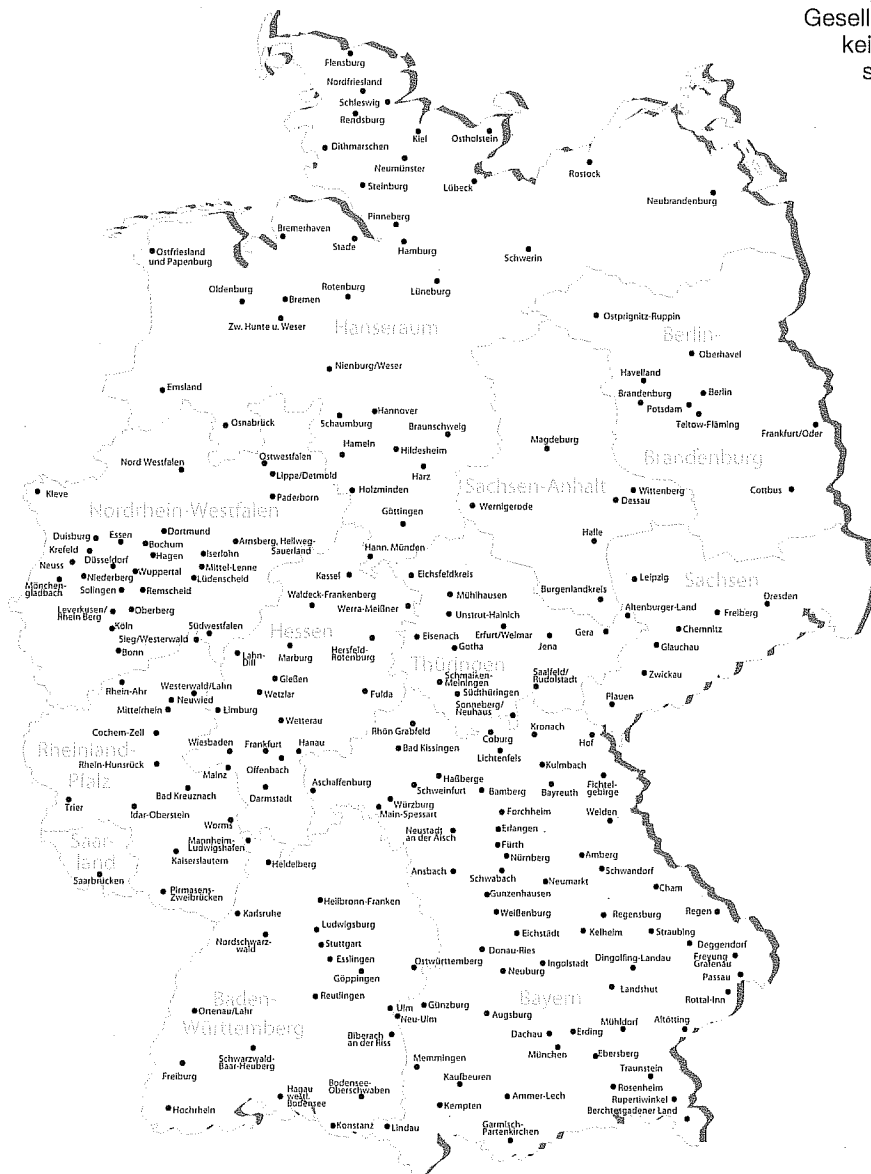 Gesell
kei
s
Flensburg
Nordfriesland
Schleswig
Rendsburg
Kiel
Ostholstein
Dithmarschen
Neumünster
Rostock
Steinburg
Lübeck
Neubrandenburg
Pinneberg
Bremerhaven
Stade
Hamburg
Ostfriesland
und Papenburg
Schwerin
Oldenburg
Bremen
Rotenburg
Lüneburg
Zw. Hunte u. Weser
Hanseraum
Ostprignitz-Ruppin
Berlin-
Oberhavel
Nienburg/Weser
Havelland
Emsland
Brandenburg
Berlin
Potsdam
Teltow-Fläming
Hannover
Schaumburg
Osnabrück
Braunschweig
Frankfurt/Oder
Hameln
Hildesheim
Magdeburg
Nord Westfalen
Ostwestfalen
Lippe/Detmold
Harz
Brandenburg
Kleve
Paderborn
Holzminden
Sachsen-Anhalt
Wittenberg
Cottbus
Dessau
Nordrhein-Westfalen
Göttingen
Wernigerode
Duisburg
Essen
Dortmund
Bochum
Arnsberg, Hellweg-
Sauerland
Halle
Krefeld
Hagen
Iserlohn
Hann. Münden
Neuss
Düsseldorf
Wuppertal
Mittel-Lenne
Mönchen-
gladbach
Niederberg
Lüdenscheid
Kassel
Eichsfeldkreis
Leipzig
Sachsen
Solingen
Remscheid
Waldeck-Frankenberg
Mühlhausen
Burgenlandkreis
Dresden
Leverkusen/
Rhein Berg
Oberberg
Werra-Meißner
Unstrut-Hainich
Altenburger-Land
Freiberg
Köln
Südwestfalen
Hessen
Erfurt/Weimar
Gera
Chemnitz
Sieg/Westerwald
Eisenach
Jena
Bonn
Lahn-
Dill
Marburg
Hersfeld-
Rotenburg
Gotha
Glauchau
Thüringen
Gießen
Schmalken-
Meiningen
Saalfeld/
Rudolstadt
Zwickau
Rhein-Ahr
Westerwald/Lahn
Wetzlar
Fulda
Südthüringen
Neuwied
Sonneberg/
Neuhaus
Plauen
Mittelrhein
Limburg
Wetterau
Rhön Grabfeld
Cochem-Zell
Coburg
Kronach
Hof
Rheinland-
Pfalz
Wiesbaden
Frankfurt
Hanau
Bad Kissingen
Lichtenfels
Rhein-Hunsrück
Mainz
Offenbach
Kulmbach
Haßberge
Bad Kreuznach
Darmstadt
Aschaffenburg
Schweinfurt
Bamberg
Bayreuth
Fichtel-
gebirge
Trier
Idar-Oberstein
Würzburg
Main-Spessart
Forchheim
Weiden
Worms
Neustadt
an der Aisch
Erlangen
Saar-
land
Mannheim-
Ludwigshafen
Fürth
Kaiserslautern
Heidelberg
Nürnberg
Amberg
Saarbrücken
Ansbach
Schwabach
Schwandorf
Pirmasens-
Zweibrücken
Neumarkt
Cham
Gunzenhausen
Heilbronn-Franken
Karlsruhe
Weißenburg
Regensburg
Regen
Ludwigsburg
Nordschwarz-
wald
Eichstädt
Kelheim
Straubing
Stuttgart
Deggendorf
Esslingen
Ostwürttemberg
Donau-Ries
Freyung
Grafenau
Göppingen
Neuburg
Ingolstadt
Dingolfing-Landau
Passau
Reutlingen
Landshut
Rottal-Inn
Baden-
Württemberg
Ulm
Günzburg
Bayern
Ortenau/Lahr
Neu-Ulm
Augsburg
Biberach
an der Riss
Dachau
Erding
Mühldorf
Altötting
Schwarzwald-
Baar-Heuberg
München
Ebersberg
Freiburg
Memmingen
Traunstein
Kaufbeuren
Rosenheim
Hochrhein
Hagau
westl.
Bodensee
Bodensee-
Oberschwaben
Kempten
Ammer-Lech
Rupertiwinkel
Berchtesgadener Land
Konstanz
Lindau
Garmisch-
Partenkirchen